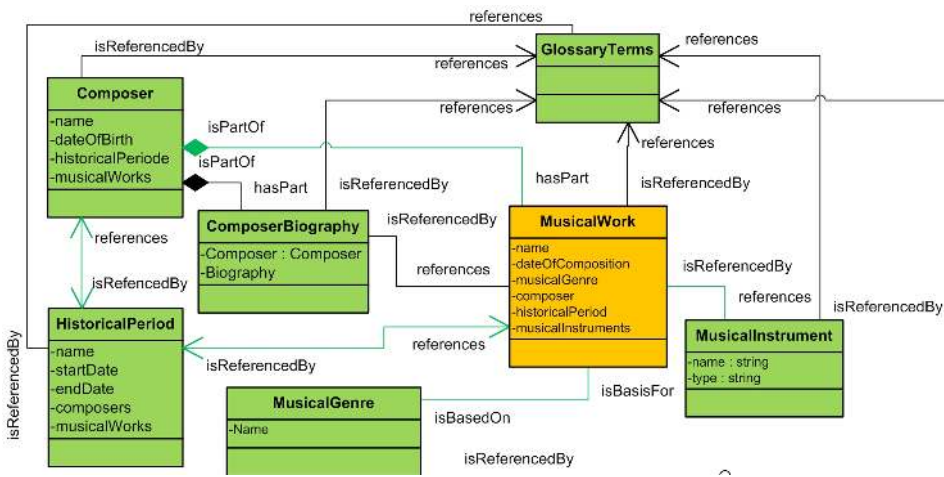 references
isReferencedBy
references
GlossaryTerms
references
Composer
-name
-dateOfBirth
-historicalPeriode
-musicalWorks
isPartOf
isPartOf
hasPart
references
references
references
isReferencedBy
hasPart
isReferencedBy
ComposerBiography
-Composer : Composer
-Biography
isReferencedBy
references
MusicalWork
-name
-dateOfComposition
-musicalGenre
-composer
-historicalPeriod
-musicalInstruments
isReferencedBy
references
isReferencedBy
references
isRefencedBy
HistoricalPeriod
-name
-startDate
-endDate
-composers
-musicalWorks
isReferencedBy
references
isReferencedBy
MusicalInstrument
-name : string
-type : string
MusicalGenre
-Name
isBasisFor
isBasedOn
isReferencedBy